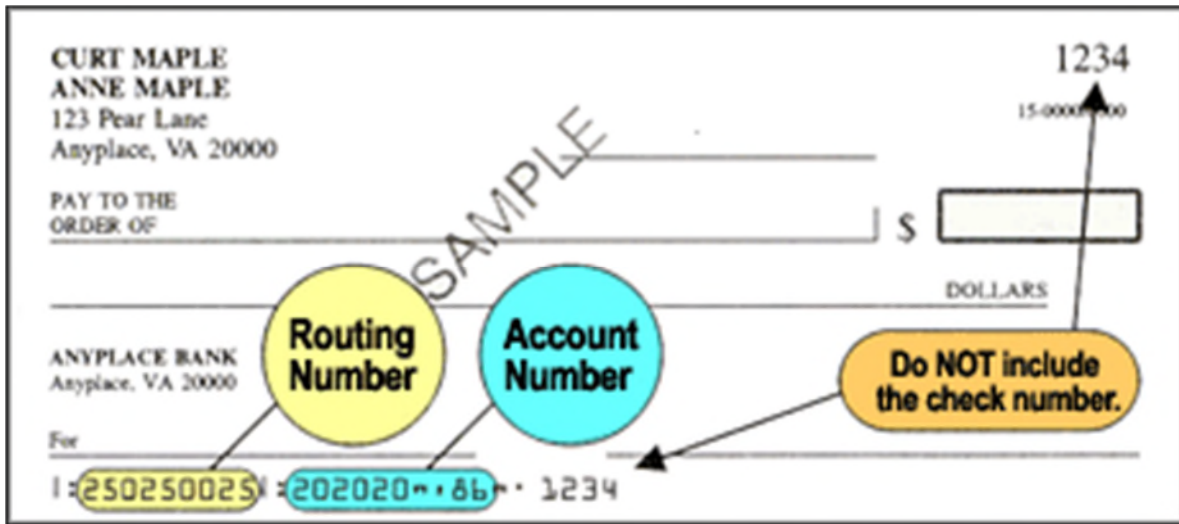 CURT MAPLE
ANNE MAPLE
123 Pear Lane
Anyplace, VA 20000
1234
SAMPLE
PAY TO THE
ORDER OF
$
DOLLARS
Routing
Number
Account
Number
Do NOT include
the check number.
ANYPLACE BANK
Anyplace, VA 20000
For
250250025
202020⑈⑆86⑈ 1234